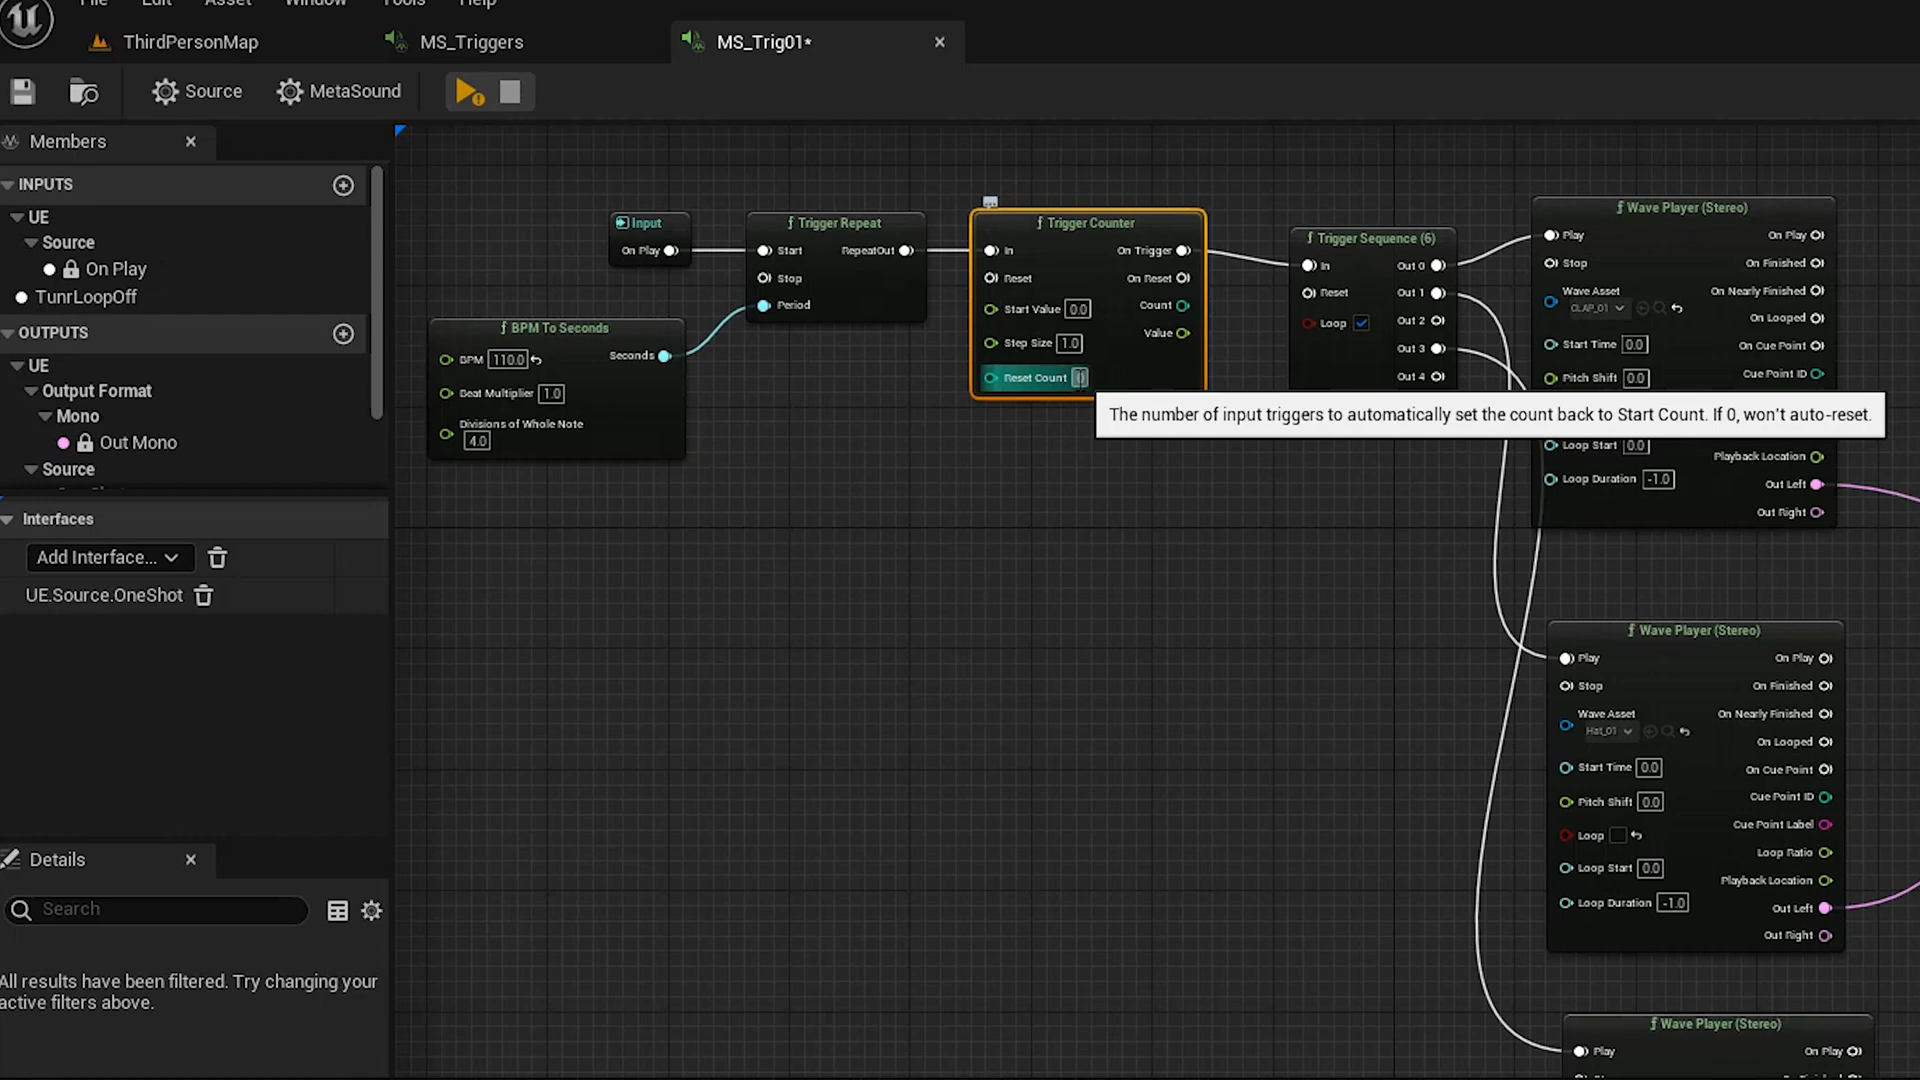 File Edit Asset Window Tools Help
ThirdPersonMap
MS_Triggers
MS_Trig01*
Source
MetaSound
Members
INPUTS
UE
Source
On Play
TunrLoopOff
OUTPUTS
UE
Output Format
Mono
Out Mono
Source
Interfaces
Add Interface...
UE.Source.OneShot
Details
Search
All results have been filtered. Try changing your
active filters above.
Input
On Play
Trigger Repeat
Start RepeatOut
Stop
Period
BPM To Seconds
BPM 110.0 Seconds
Beat Multiplier 1.0
Divisions of Whole Note
4.0
Trigger Counter
In On Trigger
Reset On Reset
Start Value 0.0 Count
Step Size 1.0 Value
Reset Count
The number of input triggers to automatically set the count back to Start Count. If 0, won't auto-reset.
Trigger Sequence (6)
In Out 0
Reset Out 1
Loop Out 2
Out 3
Out 4
Wave Player (Stereo)
Play On Play
Stop On Finished
Wave Asset On Nearly Finished
CLAP_01 On Looped
Start Time 0.0 On Cue Point
Pitch Shift 0.0 Cue Point ID
Loop Start 0.0 Playback Location
Loop Duration -1.0 Out Left
Out Right
Wave Player (Stereo)
Play On Play
Stop On Finished
Wave Asset On Nearly Finished
Hat_01 On Looped
Start Time 0.0 On Cue Point
Pitch Shift 0.0 Cue Point ID
Loop Cue Point Label
Loop Start 0.0 Loop Ratio
Loop Duration -1.0 Playback Location
Out Left
Out Right
Wave Player (Stereo)
Play On Play